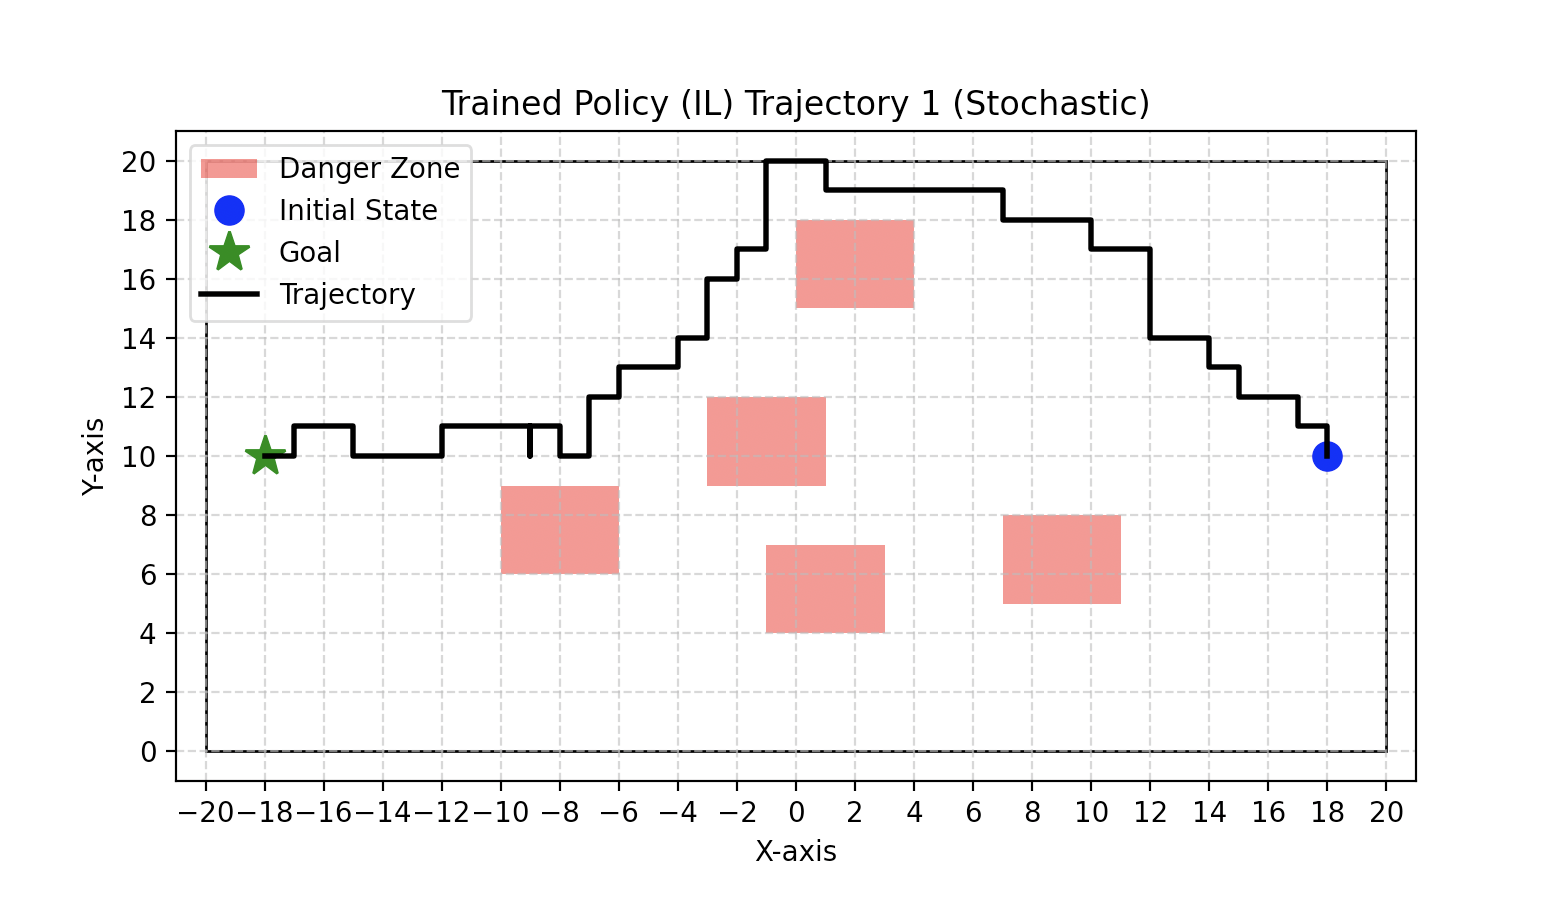 Trained Policy (IL) Trajectory 1 (Stochastic)
Danger Zone
Initial State
Goal
Trajectory
20
18
16
14
12
10
8
6
4
2
0
Y-axis
−20 −18 −16 −14 −12 −10 −8 −6 −4 −2 0 2 4 6 8 10 12 14 16 18 20
X-axis